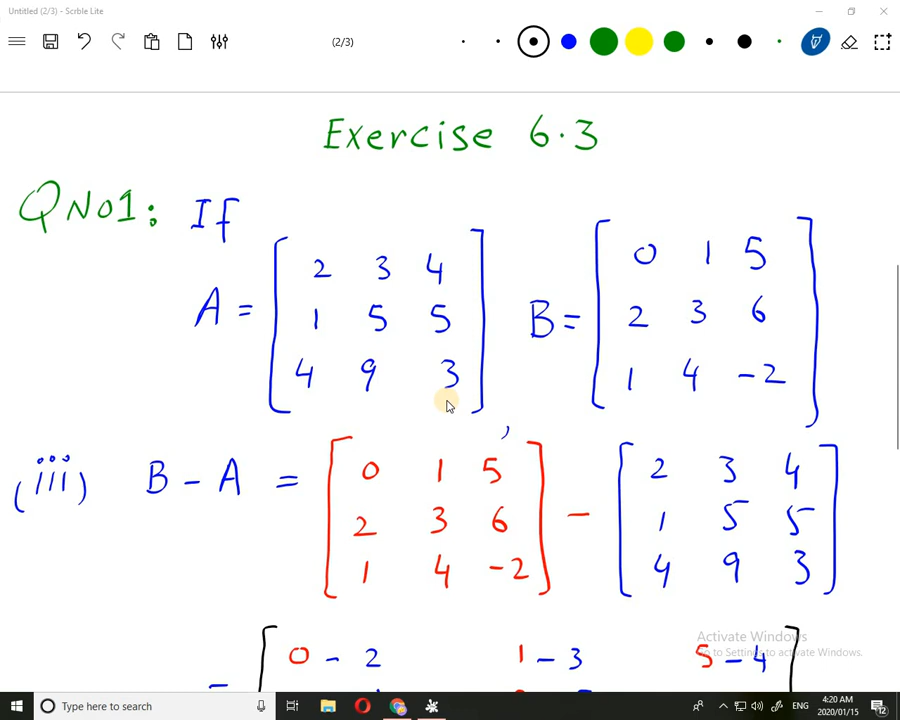 Untitled (2/3) - Scrble Lite
(2/3)
Exercise 6.3
QNo1: If
A = [ 2 3 4
1 5 5
4 9 3 ]
B = [ 0 1 5
2 3 6
1 4 -2 ]
,
(iii) B - A = [ 0 1 5
2 3 6
1 4 -2 ] - [ 2 3 4
1 5 5
4 9 3 ]
= [ 0 - 2 1 - 3 5 - 4 ]
Activate Windows
Go to Settings to activate Windows.
Type here to search
ENG
4:20 AM
2020/01/15
12